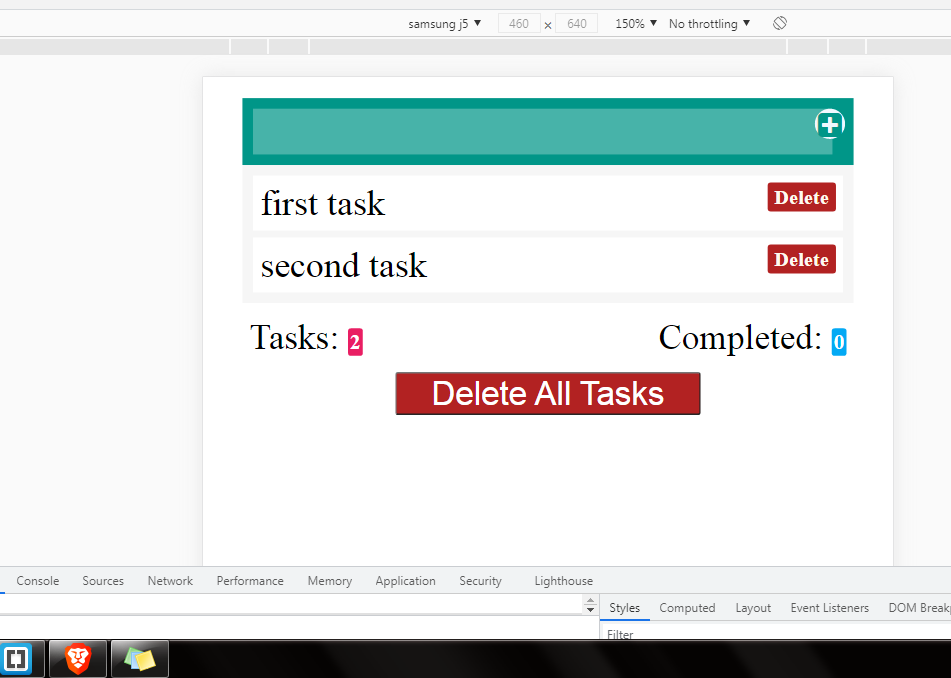 samsung j5 ▼ 460 × 640 150% ▼ No throttling ▼
+
first task Delete
second task Delete
Tasks: 2 Completed: 0
Delete All Tasks
Console Sources Network Performance Memory Application Security Lighthouse
Styles Computed Layout Event Listeners DOM Break
Filter